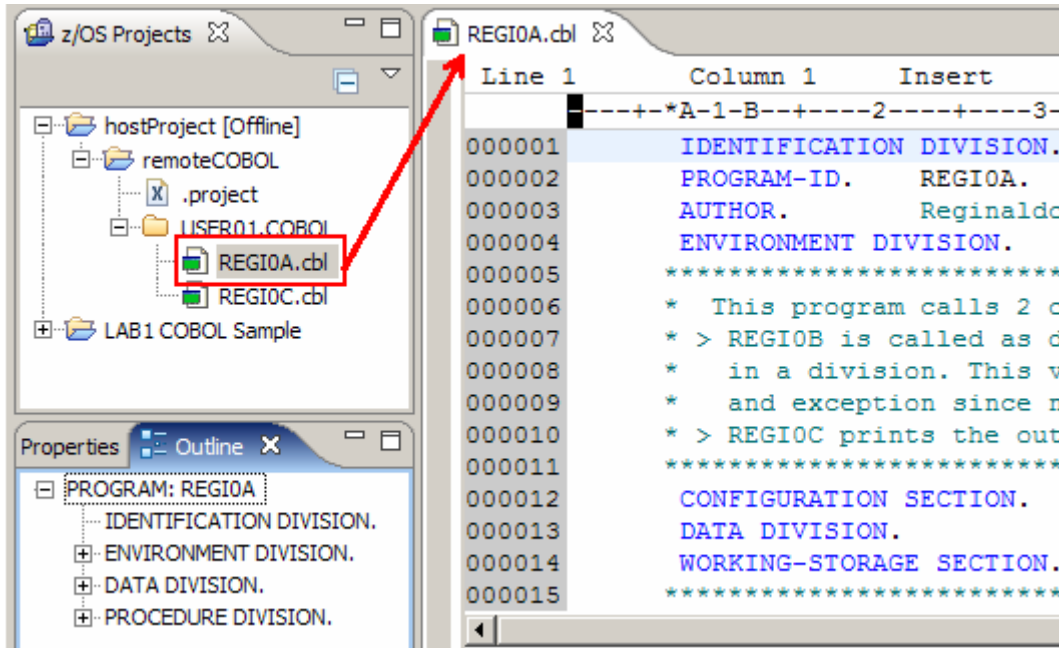 z/OS Projects
hostProject [Offline]
remoteCOBOL
.project
USER01.COBOL
REGI0A.cbl
REGI0C.cbl
LAB1 COBOL Sample
Properties Outline
PROGRAM: REGI0A
IDENTIFICATION DIVISION.
ENVIRONMENT DIVISION.
DATA DIVISION.
PROCEDURE DIVISION.
REGI0A.cbl
Line 1 Column 1 Insert
----+-*A-1-B--+----2----+----3-
000001 IDENTIFICATION DIVISION.
000002 PROGRAM-ID. REGI0A.
000003 AUTHOR. Reginaldo
000004 ENVIRONMENT DIVISION.
000005 **************************
000006 * This program calls 2
000007 * > REGI0B is called as
000008 * in a division. This
000009 * and exception since
000010 * > REGI0C prints the out
000011 **************************
000012 CONFIGURATION SECTION.
000013 DATA DIVISION.
000014 WORKING-STORAGE SECTION.
000015 **************************